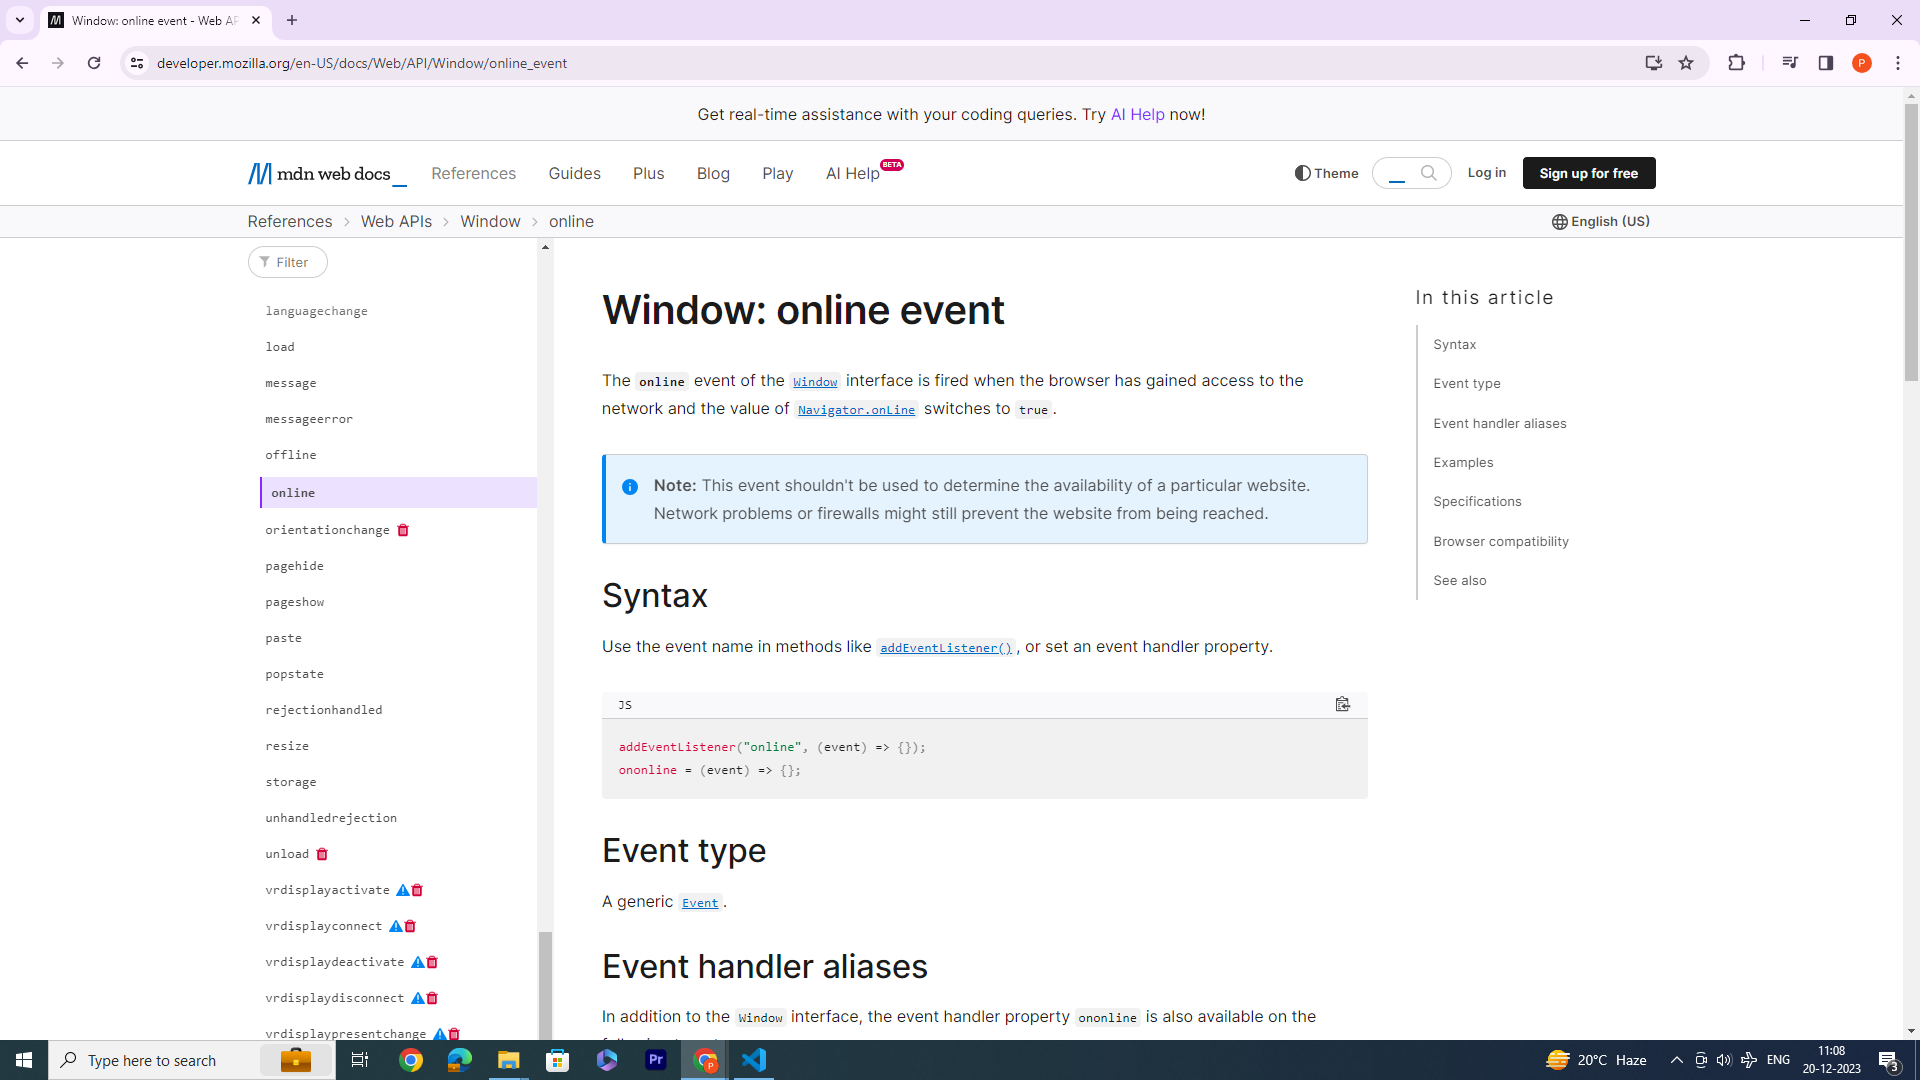 Window: online event - Web AP
developer.mozilla.org/en-US/docs/Web/API/Window/online_event
P
Get real-time assistance with your coding queries. Try AI Help now!
mdn web docs_
References
Guides
Plus
Blog
Play
AI Help
BETA
Theme
Log in
Sign up for free
References > Web APIs > Window > online
English (US)
Filter
languagechange
load
message
messageerror
offline
online
orientationchange
pagehide
pageshow
paste
popstate
rejectionhandled
resize
storage
unhandledrejection
unload
vrdisplayactivate
vrdisplayconnect
vrdisplaydeactivate
vrdisplaydisconnect
vrdisplaypresentchange
Window: online event
The online event of the Window interface is fired when the browser has gained access to the
network and the value of Navigator.onLine switches to true.
Note: This event shouldn't be used to determine the availability of a particular website.
Network problems or firewalls might still prevent the website from being reached.
Syntax
Use the event name in methods like addEventListener(), or set an event handler property.
JS
addEventListener("online", (event) => {});
ononline = (event) => {};
Event type
A generic Event.
Event handler aliases
In addition to the Window interface, the event handler property ononline is also available on the
In this article
Syntax
Event type
Event handler aliases
Examples
Specifications
Browser compatibility
See also
Type here to search
Pr
P
20°C Haze
ENG
11:08
20-12-2023
3